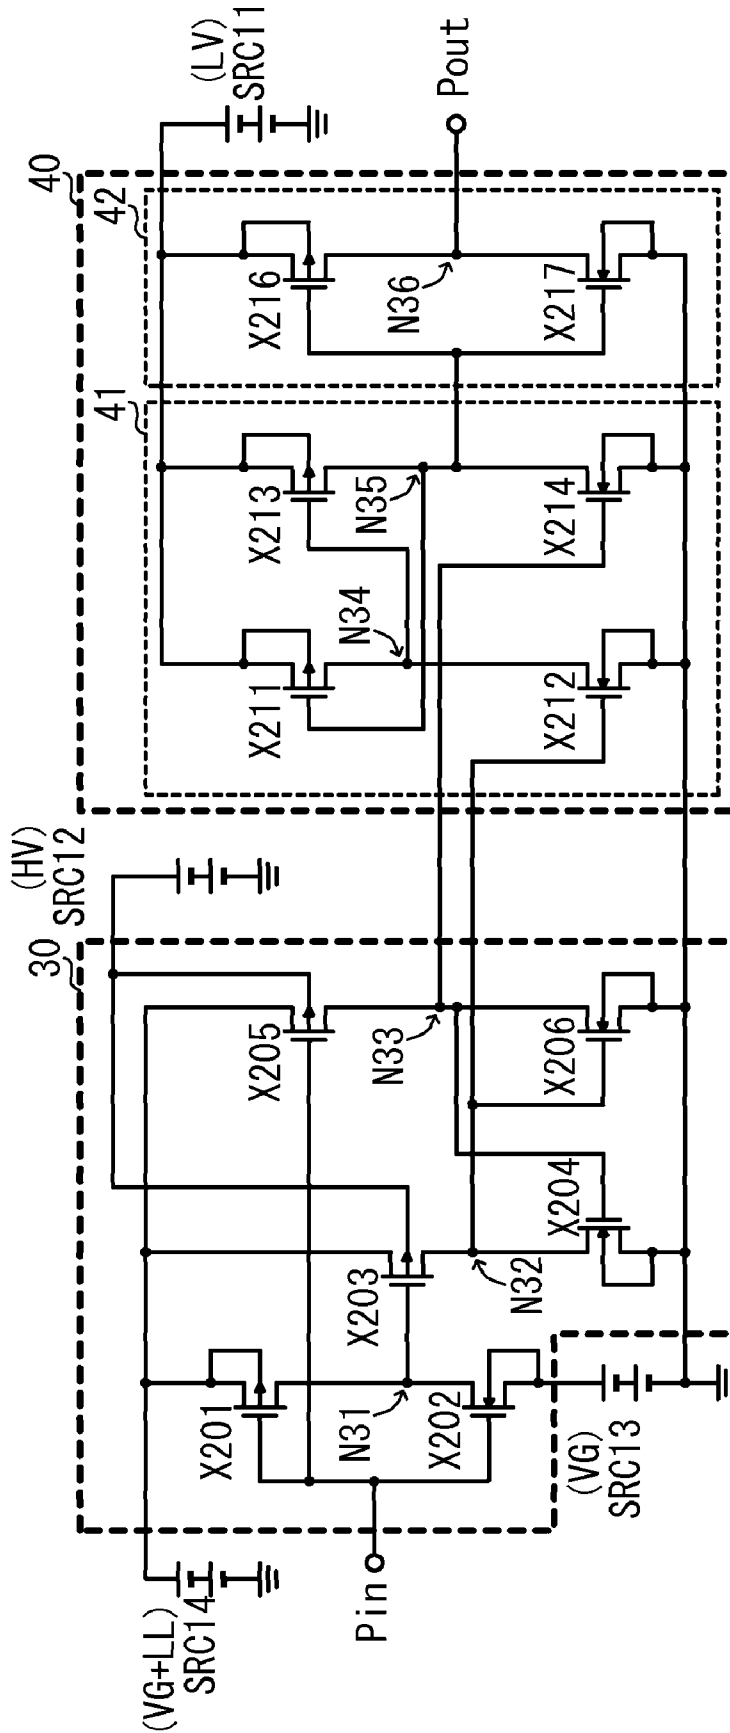 (VG+LL)
SRC14
Pin
30
(HV)
SRC12
40
41
42
(LV)
SRC11
Pout
X201
N31
X202
(VG)
SRC13
X203
N32
X204
X205
N33
X206
X211
N34
X212
X213
N35
X214
X216
N36
X217